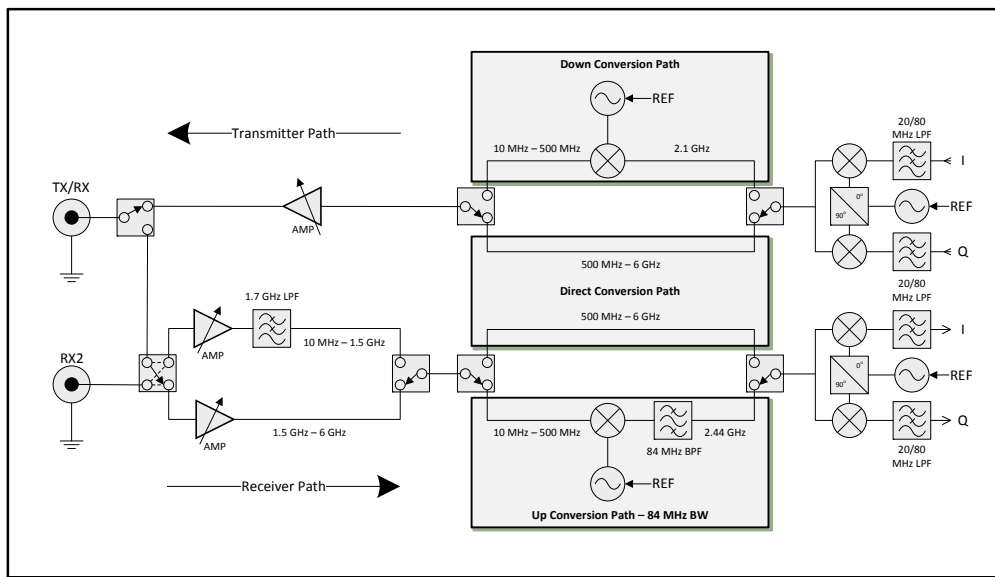 Down Conversion Path
REF
10 MHz – 500 MHz
2.1 GHz
Transmitter Path
20/80
MHz LPF
I
TX/RX
AMP
0°
90°
REF
Q
20/80
MHz LPF
500 MHz – 6 GHz
Direct Conversion Path
500 MHz – 6 GHz
1.7 GHz LPF
AMP
10 MHz – 1.5 GHz
20/80
MHz LPF
I
RX2
0°
90°
REF
AMP
1.5 GHz – 6 GHz
10 MHz – 500 MHz
84 MHz BPF
2.44 GHz
Q
20/80
MHz LPF
Receiver Path
REF
Up Conversion Path – 84 MHz BW